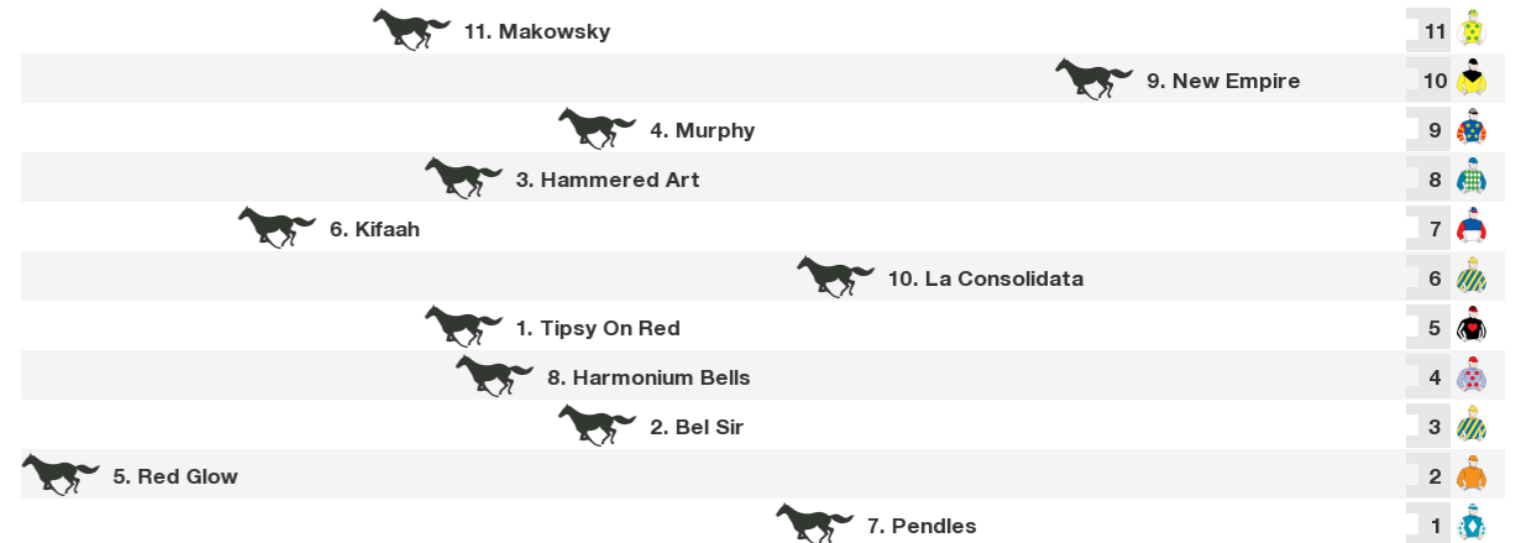 11. Makowsky 11
9. New Empire 10
4. Murphy 9
3. Hammered Art 8
6. Kifaah 7
10. La Consolidata 6
1. Tipsy On Red 5
8. Harmonium Bells 4
2. Bel Sir 3
5. Red Glow 2
7. Pendles 1